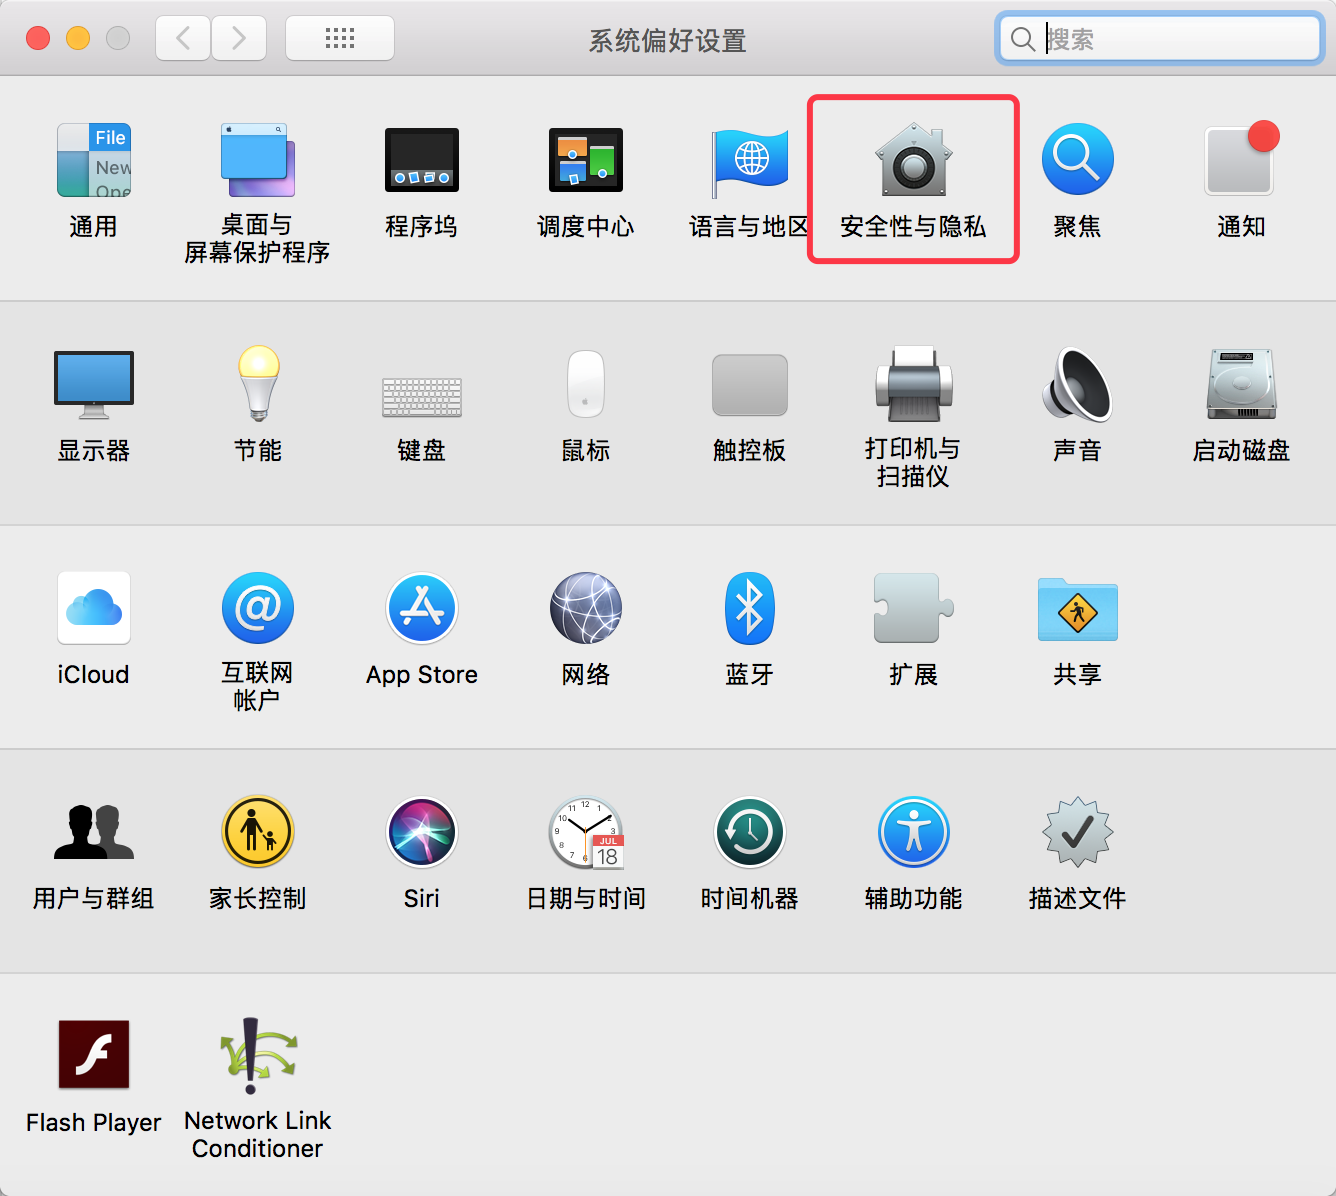 系统偏好设置
搜索
File
New
Ope
通用
桌面与
屏幕保护程序
程序坞
调度中心
语言与地区
安全性与隐私
聚焦
通知
显示器
节能
键盘
鼠标
触控板
打印机与
扫描仪
声音
启动磁盘
iCloud
互联网
帐户
App Store
网络
蓝牙
扩展
共享
用户与群组
家长控制
Siri
JUL
18
日期与时间
时间机器
辅助功能
描述文件
Flash Player
Network Link
Conditioner